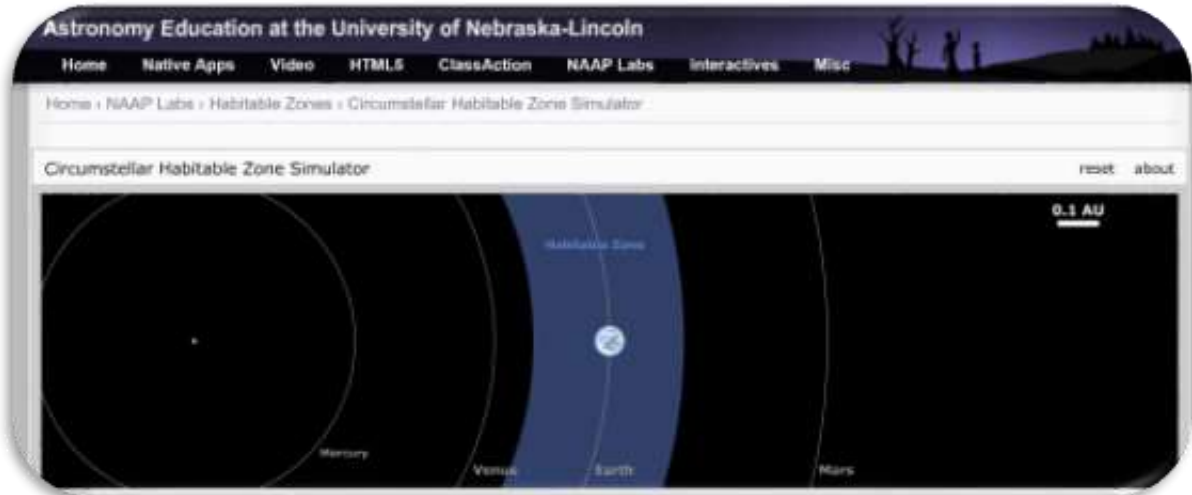 Astronomy Education at the University of Nebraska-Lincoln
Home Native Apps Video HTML5 ClassAction NAAP Labs Interactives Misc
Home › NAAP Labs › Habitable Zones › Circumstellar Habitable Zone Simulator
Circumstellar Habitable Zone Simulator reset about
0.1 AU
Habitable Zone
Mercury
Venus Earth Mars